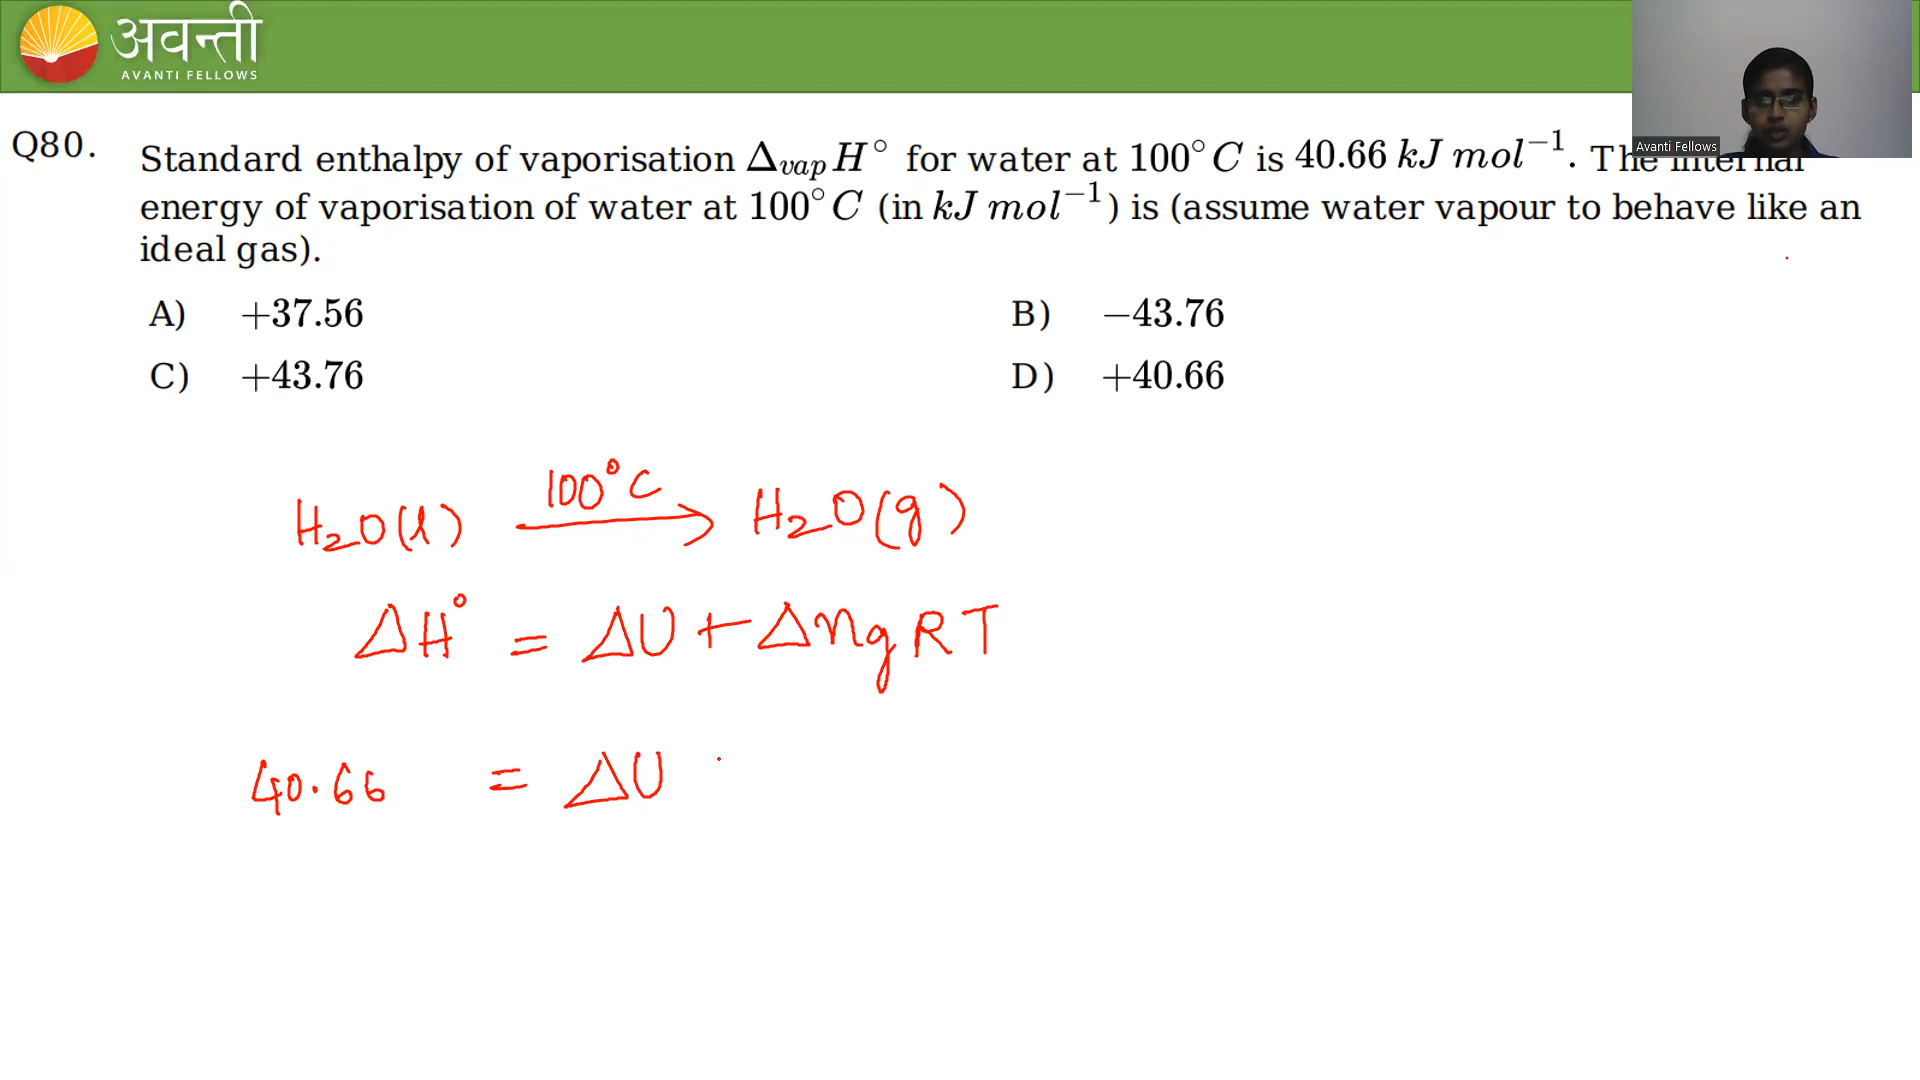 अवन्ती
AVANTI FELLOWS
Avanti Fellows
Q80.
Standard enthalpy of vaporisation Δ_vap H° for water at 100°C is 40.66 kJ mol⁻¹. The internal
energy of vaporisation of water at 100°C (in kJ mol⁻¹) is (assume water vapour to behave like an
ideal gas).
A) +37.56 B) −43.76
C) +43.76 D) +40.66
H₂O(l) —100°C→ H₂O(g)
ΔH° = ΔU + Δn_g RT
40.66 = ΔU